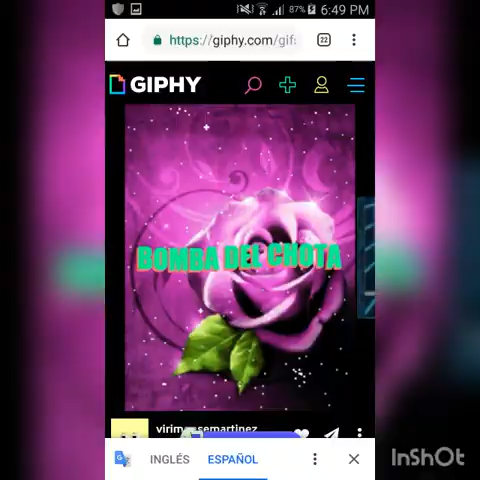 87% 6:49 PM
https://giphy.com/gif
22
GIPHY
BOMBA DEL CHOTA
INGLÉS ESPAÑOL
InShOt